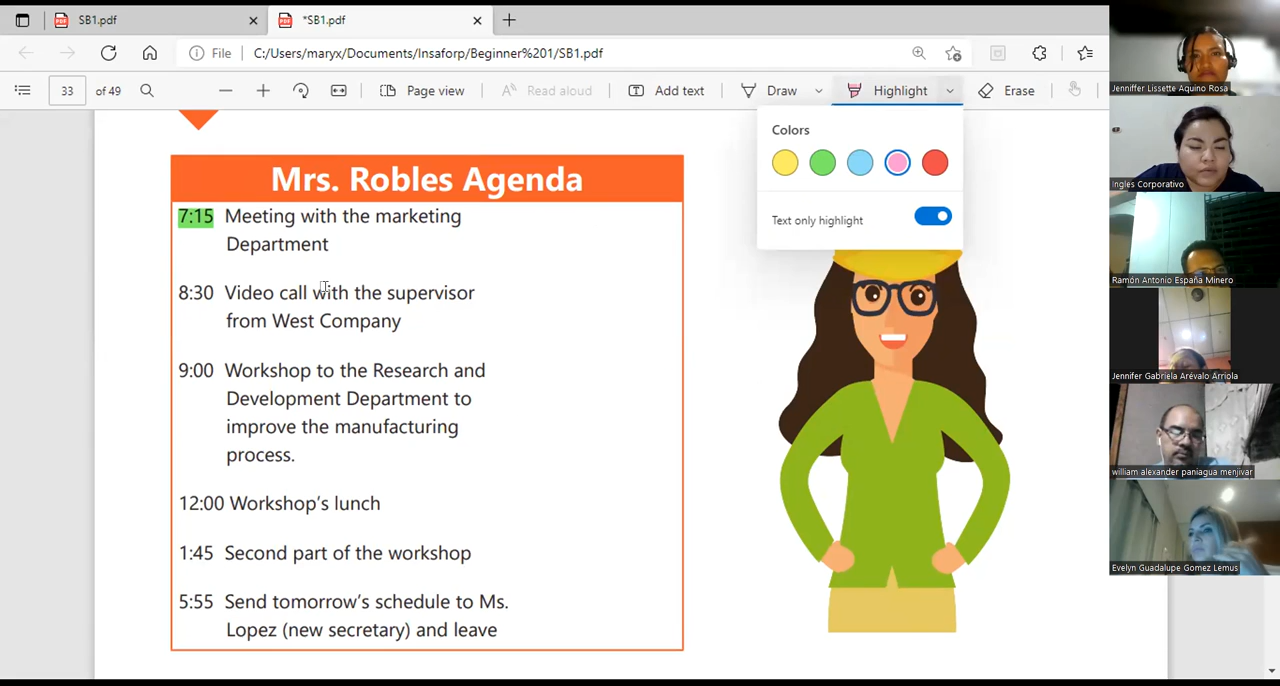 SB1.pdf
*SB1.pdf
File C:/Users/maryx/Documents/Insaforp/Beginner%201/SB1.pdf
33 of 49 Page view Read aloud Add text Draw Highlight Erase
Colors
Text only highlight
Mrs. Robles Agenda
7:15 Meeting with the marketing
Department
8:30 Video call with the supervisor
from West Company
9:00 Workshop to the Research and
Development Department to
improve the manufacturing
process.
12:00 Workshop's lunch
1:45 Second part of the workshop
5:55 Send tomorrow's schedule to Ms.
Lopez (new secretary) and leave
Jenniffer Lissette Aquino Rosa
Ingles Corporativo
Ramón Antonio España Minero
Jennifer Gabriela Arévalo Arriola
william alexander paniagua menjivar
Evelyn Guadalupe Gomez Lemus